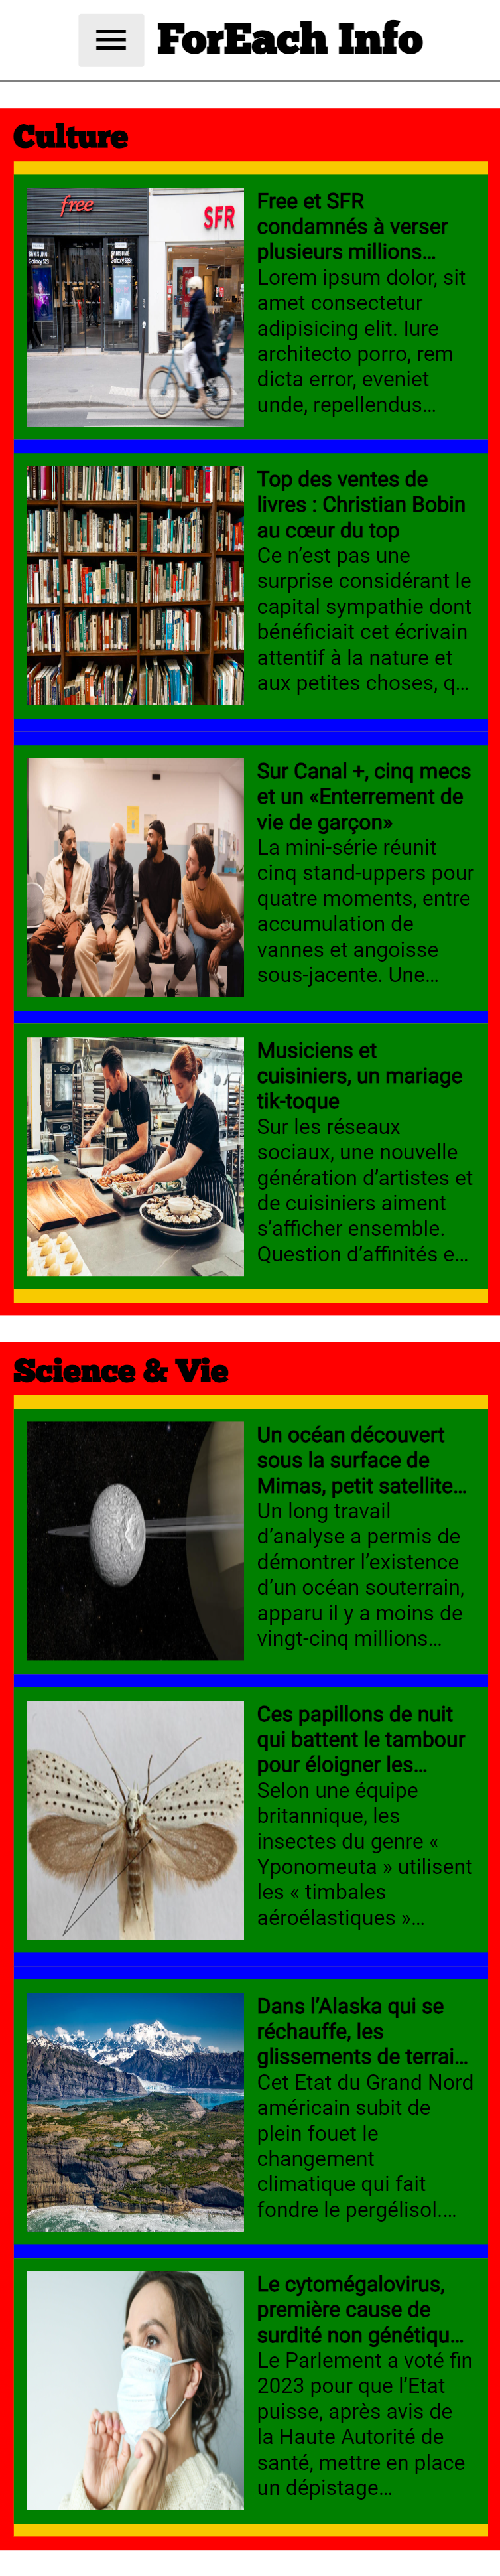 ForEach Info
Culture
free
SFR
SAMSUNG
Galaxy S23
SAMSUNG
Galaxy S23
Free et SFR
condamnés à verser
plusieurs millions...
Lorem ipsum dolor, sit
amet consectetur
adipisicing elit. Iure
architecto porro, rem
dicta error, eveniet
unde, repellendus...
Top des ventes de
livres : Christian Bobin
au cœur du top
Ce n’est pas une
surprise considérant le
capital sympathie dont
bénéficiait cet écrivain
attentif à la nature et
aux petites choses, q...
Sur Canal +, cinq mecs
et un «Enterrement de
vie de garçon»
La mini-série réunit
cinq stand-uppers pour
quatre moments, entre
accumulation de
vannes et angoisse
sous-jacente. Une...
Musiciens et
cuisiniers, un mariage
tik-toque
Sur les réseaux
sociaux, une nouvelle
génération d’artistes et
de cuisiniers aiment
s’afficher ensemble.
Question d’affinités e...
Science & Vie
Un océan découvert
sous la surface de
Mimas, petit satellite...
Un long travail
d’analyse a permis de
démontrer l’existence
d’un océan souterrain,
apparu il y a moins de
vingt-cinq millions...
Ces papillons de nuit
qui battent le tambour
pour éloigner les...
Selon une équipe
britannique, les
insectes du genre «
Yponomeuta » utilisent
les « timbales
aéroélastiques »...
Dans l’Alaska qui se
réchauffe, les
glissements de terrai...
Cet Etat du Grand Nord
américain subit de
plein fouet le
changement
climatique qui fait
fondre le pergélisol....
Le cytomégalovirus,
première cause de
surdité non génétiqu...
Le Parlement a voté fin
2023 pour que l’Etat
puisse, après avis de
la Haute Autorité de
santé, mettre en place
un dépistage...